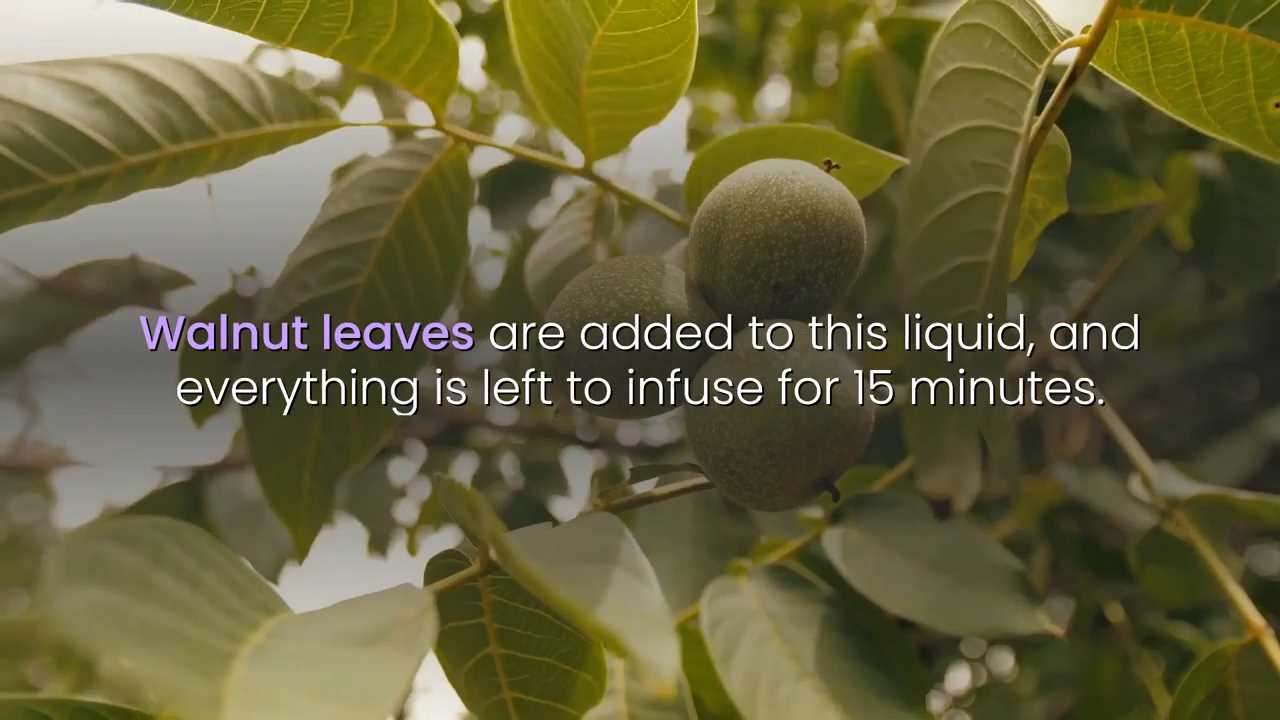 Walnut leaves are added to this liquid, and
everything is left to infuse for 15 minutes.